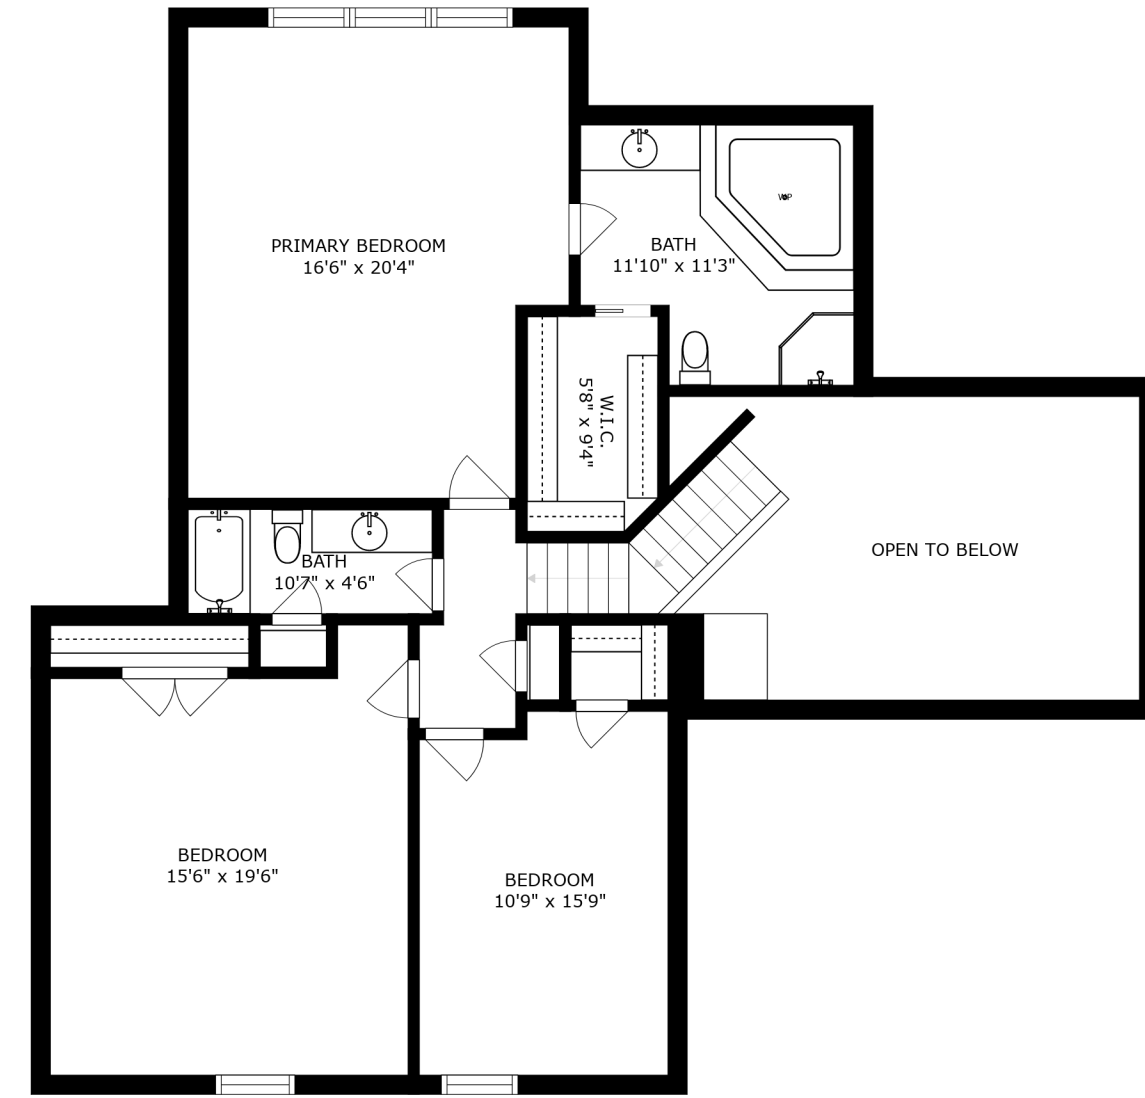 PRIMARY BEDROOM
16'6" x 20'4"
BATH
11'10" x 11'3"
W.I.C.
5'8" x 9'4"
OPEN TO BELOW
BATH
10'7" x 4'6"
BEDROOM
15'6" x 19'6"
BEDROOM
10'9" x 15'9"